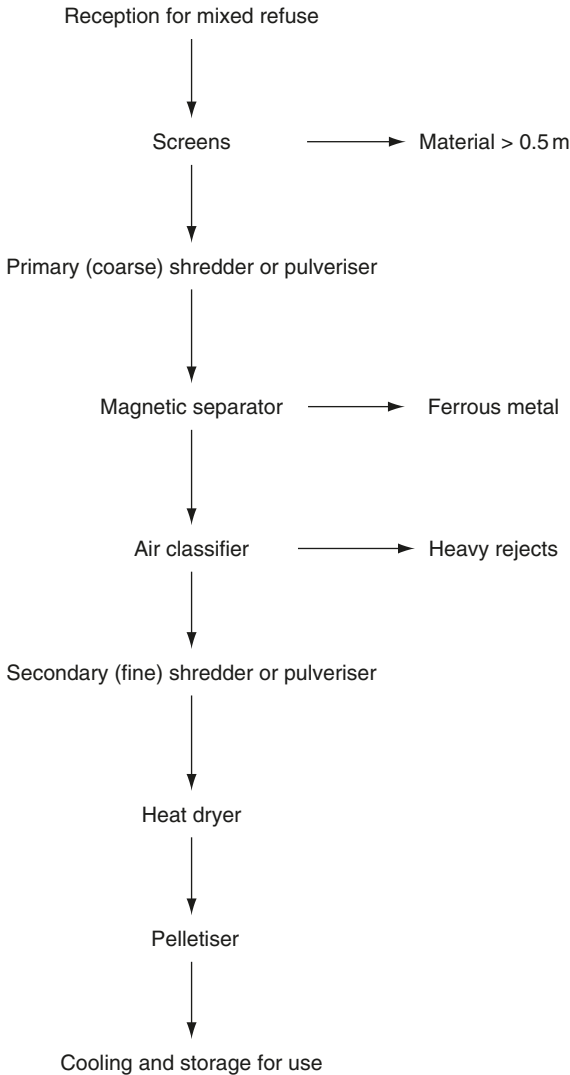 Reception for mixed refuse
Screens
Material > 0.5 m
Primary (coarse) shredder or pulveriser
Magnetic separator
Ferrous metal
Air classifier
Heavy rejects
Secondary (fine) shredder or pulveriser
Heat dryer
Pelletiser
Cooling and storage for use